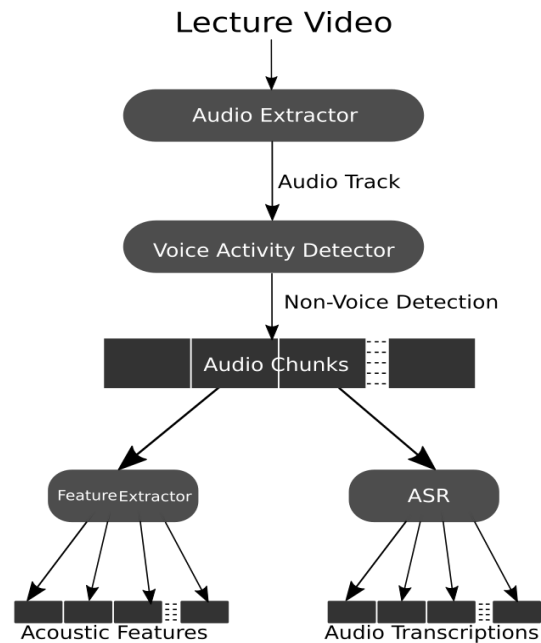 Lecture Video
Audio Extractor
Audio Track
Voice Activity Detector
Non-Voice Detection
Audio Chunks
Feature Extractor
ASR
Acoustic Features
Audio Transcriptions